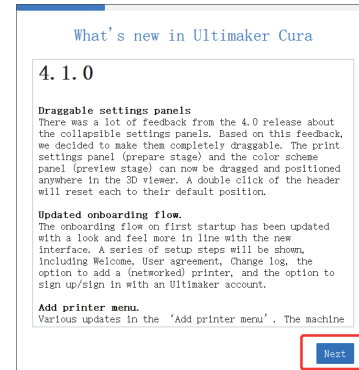 What's new in Ultimaker Cura
4.1.0
Draggable settings panels
There was a lot of feedback from the 4.0 release about
the collapsible settings panels. Based on this feedback,
we decided to make them completely draggable. The print
settings panel (prepare stage) and the color scheme
panel (preview stage) can now be dragged and positioned
anywhere in the 3D viewer. A double click of the header
will reset each to their default position.
Updated onboarding flow.
The onboarding flow on first startup has been updated
with a look and feel more in line with the new
interface. A series of setup steps will be shown,
including Welcome, User agreement, Change log, the
option to add a (networked) printer, and the option to
sign up/sign in with an Ultimaker account.
Add printer menu.
Various updates in the ‘Add printer menu’. The machine
Next